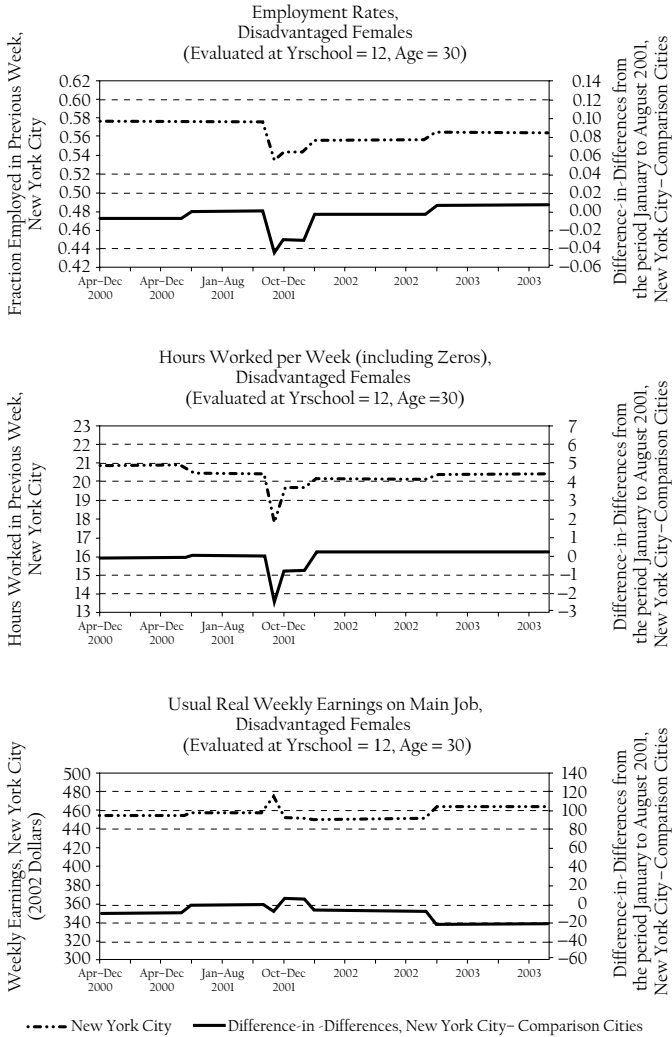 Employment Rates,
Disadvantaged Females
(Evaluated at Yrschool = 12, Age = 30)
Fraction Employed in Previous Week,
New York City
0.62
0.60
0.58
0.56
0.54
0.52
0.50
0.48
0.46
0.44
0.42
0.14
0.12
0.10
0.08
0.06
0.04
0.02
0.00
−0.02
−0.04
−0.06
Difference-in-Differences from
the period January to August 2001,
New York City–Comparison Cities
Apr–Dec Apr–Dec Jan–Aug Oct–Dec 2002 2002 2003 2003
2000 2000 2001 2001
Hours Worked per Week (including Zeros),
Disadvantaged Females
(Evaluated at Yrschool = 12, Age =30)
Hours Worked in Previous Week,
New York City
23
22
21
20
19
18
17
16
15
14
13
7
6
5
4
3
2
1
0
−1
−2
−3
Difference-in-Differences from
the period January to August 2001,
New York City–Comparison Cities
Apr–Dec Apr–Dec Jan–Aug Oct–Dec 2002 2002 2003 2003
2000 2000 2001 2001
Usual Real Weekly Earnings on Main Job,
Disadvantaged Females
(Evaluated at Yrschool = 12, Age = 30)
Weekly Earnings, New York City
(2002 Dollars)
500
480
460
440
420
400
380
360
340
320
300
140
120
100
80
60
40
20
0
−20
−40
−60
Difference-in-Differences from
the period January to August 2001,
New York City–Comparison Cities
Apr–Dec Apr–Dec Jan–Aug Oct–Dec 2002 2002 2003 2003
2000 2000 2001 2001
New York City Difference-in -Differences, New York City– Comparison Cities